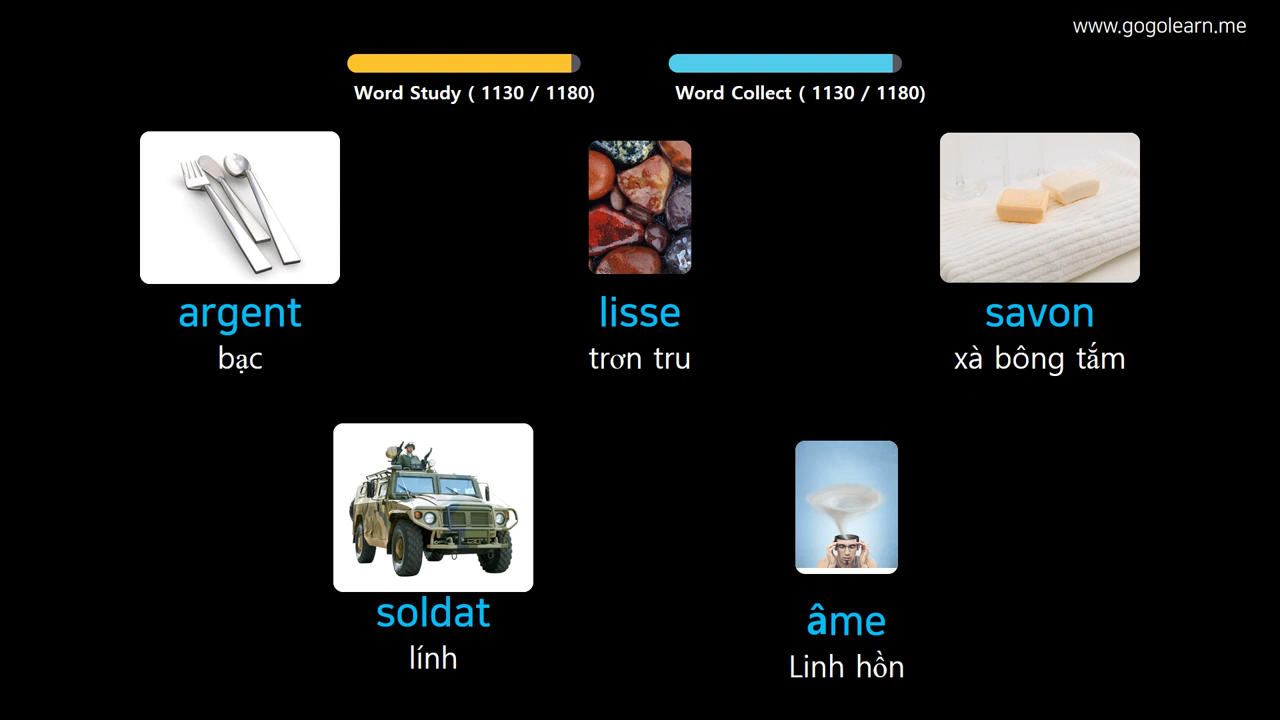 www.gogolearn.me
Word Study ( 1130 / 1180)
Word Collect ( 1130 / 1180)
argent
bạc
lisse
trơn tru
savon
xà bông tắm
soldat
lính
âme
Linh hồn